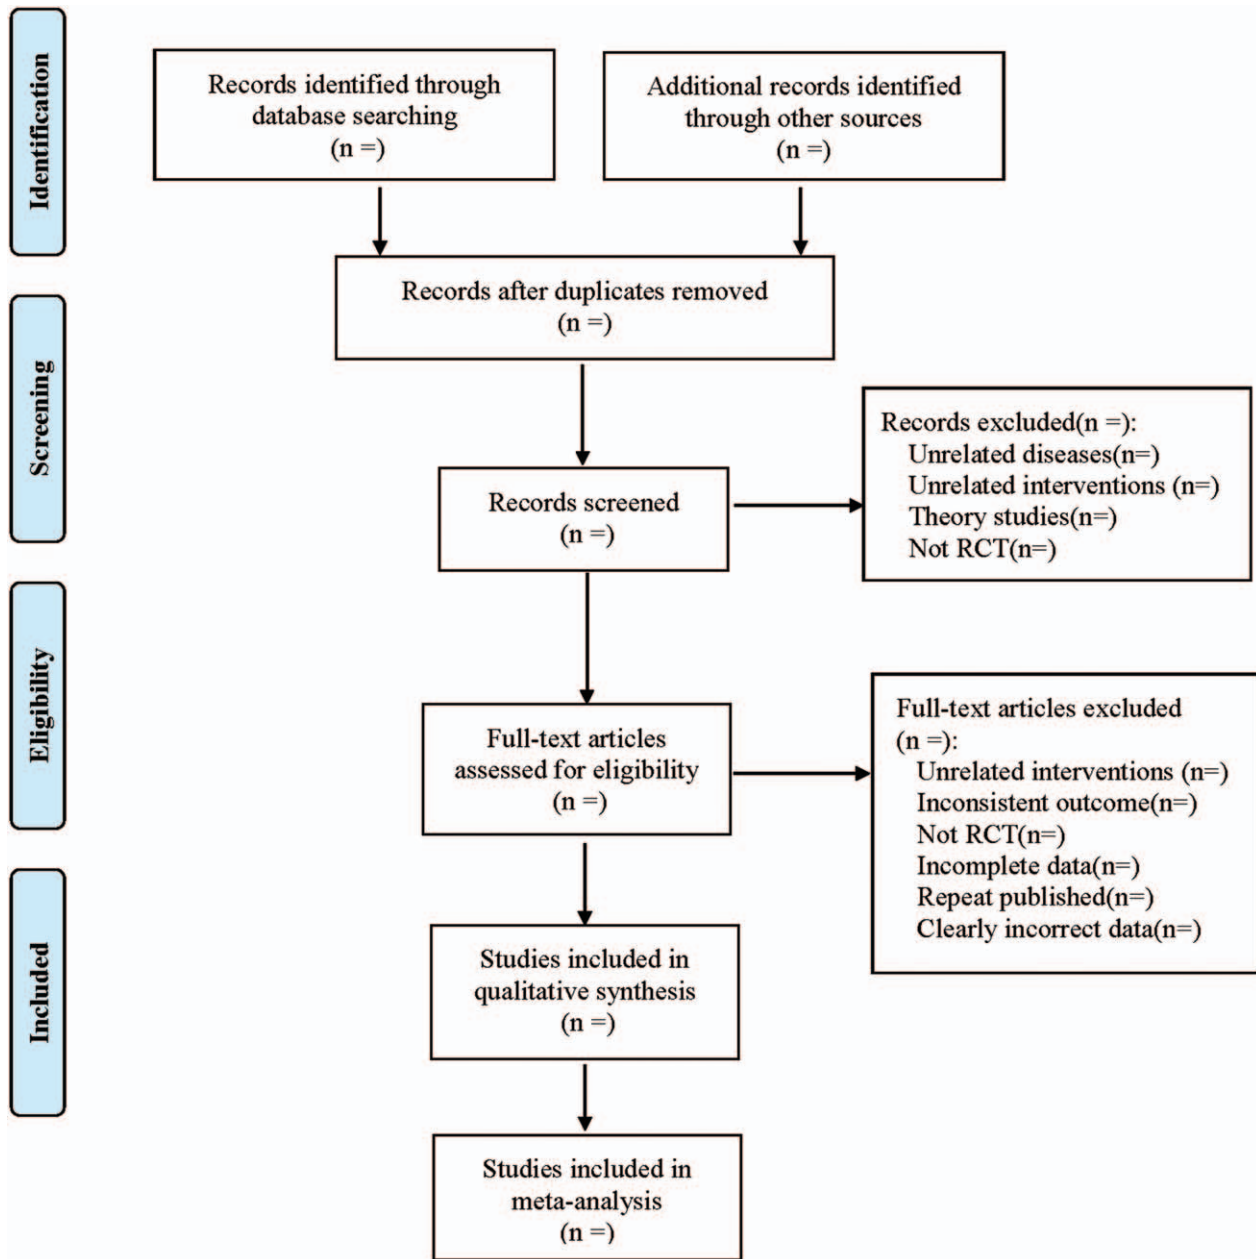 Identification
Records identified through
database searching
(n =)
Additional records identified
through other sources
(n =)
Records after duplicates removed
(n =)
Screening
Records screened
(n =)
Records excluded(n =):
Unrelated diseases(n=)
Unrelated interventions (n=)
Theory studies(n=)
Not RCT(n=)
Eligibility
Full-text articles
assessed for eligibility
(n =)
Full-text articles excluded
(n =):
Unrelated interventions (n=)
Inconsistent outcome(n=)
Not RCT(n=)
Incomplete data(n=)
Repeat published(n=)
Clearly incorrect data(n=)
Included
Studies included in
qualitative synthesis
(n =)
Studies included in
meta-analysis
(n =)